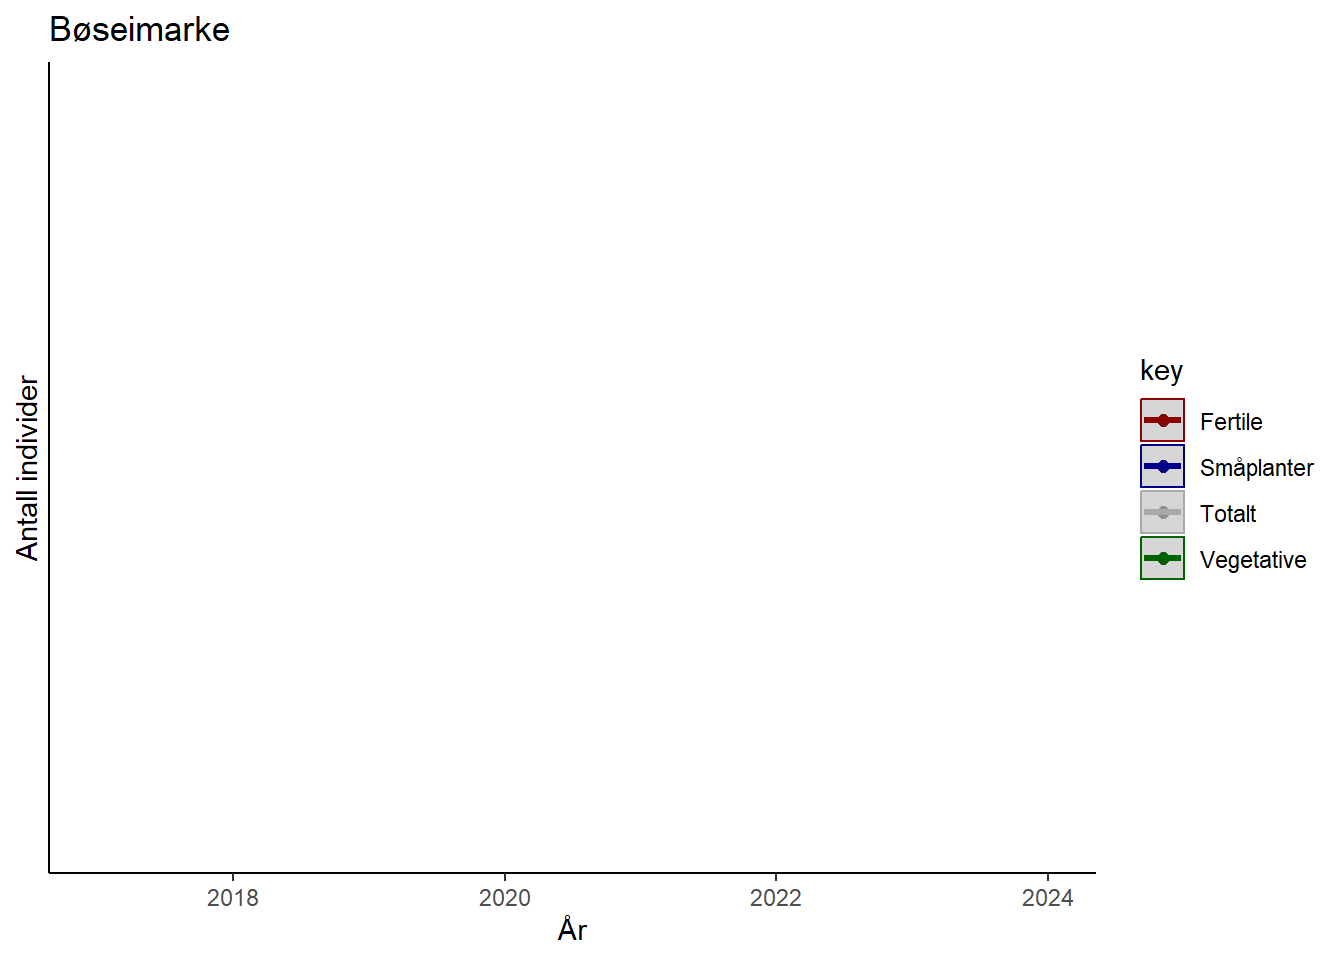 Bøseimarke
Antall individer
2018 2020 2022 2024
År
key
Fertile
Småplanter
Totalt
Vegetative